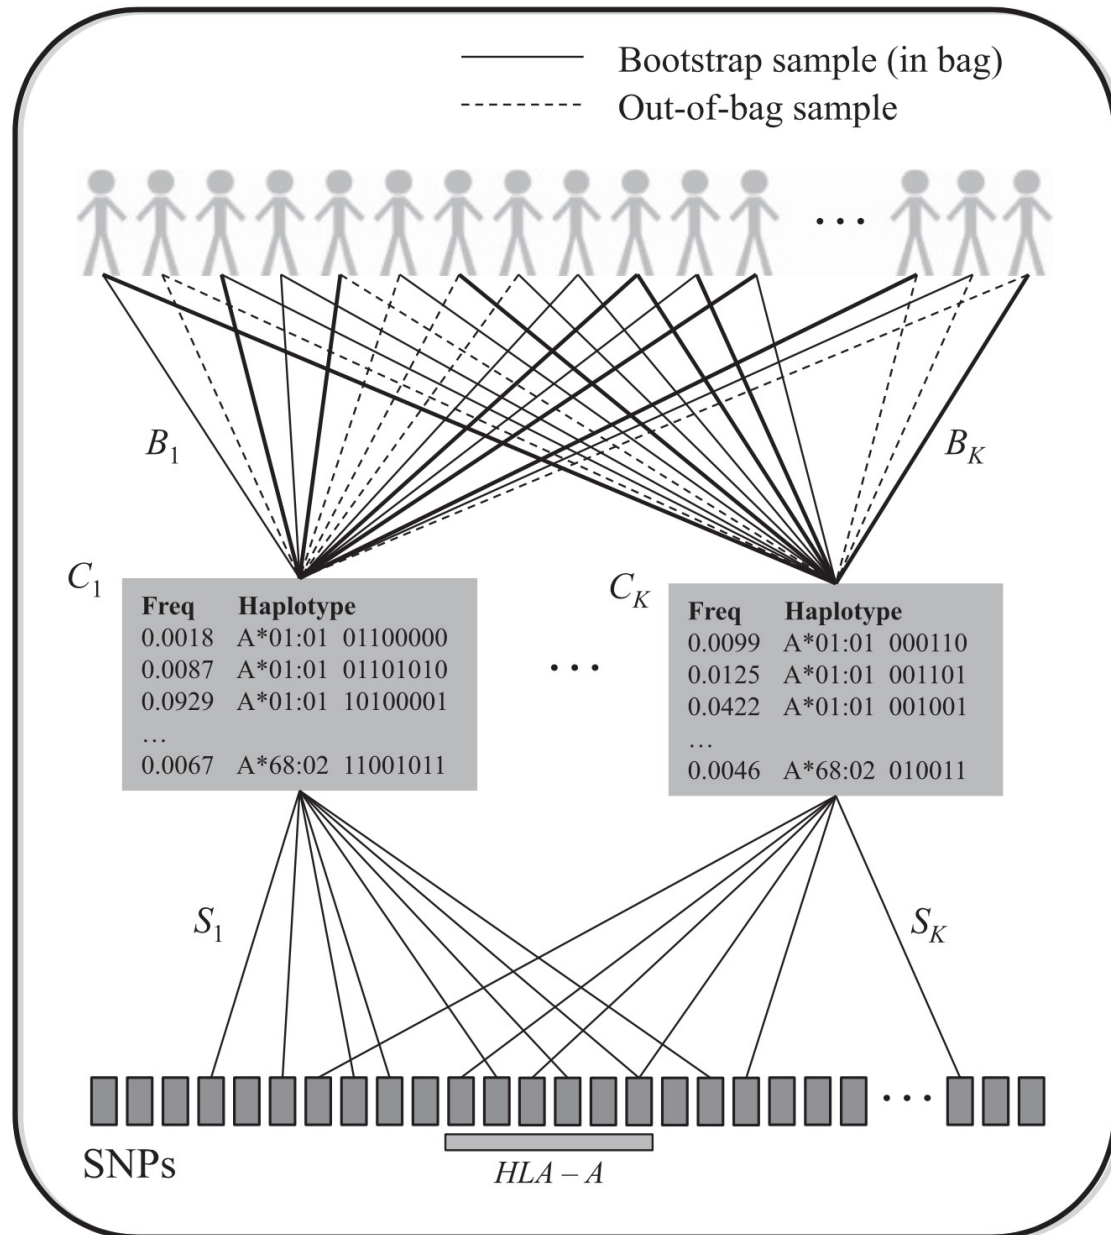 Bootstrap sample (in bag)
Out-of-bag sample
...
B1
BK
C1
Freq Haplotype
0.0018 A*01:01 01100000
0.0087 A*01:01 01101010
0.0929 A*01:01 10100001
...
0.0067 A*68:02 11001011
...
CK
Freq Haplotype
0.0099 A*01:01 000110
0.0125 A*01:01 001101
0.0422 A*01:01 001001
...
0.0046 A*68:02 010011
S1
SK
...
SNPs
HLA – A